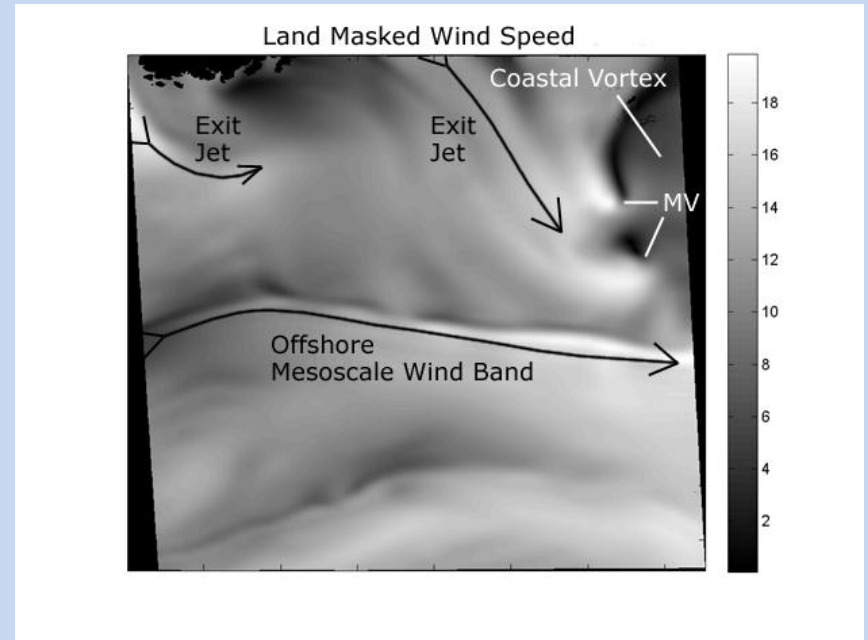 Land Masked Wind Speed
Coastal Vortex
Exit
Jet
Exit
Jet
MV
Offshore
Mesoscale Wind Band
18
16
14
12
10
8
6
4
2